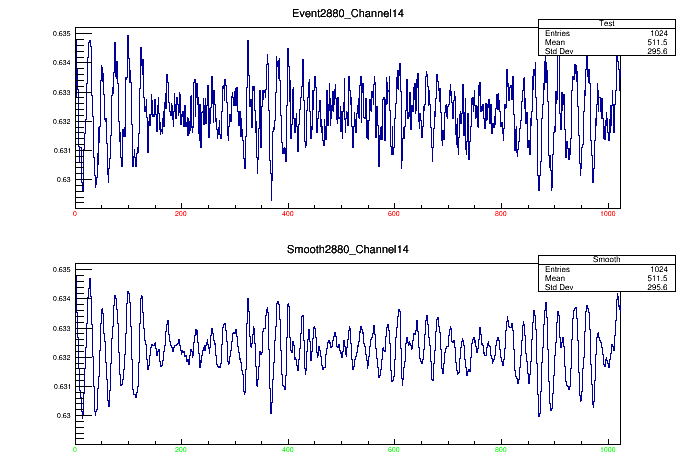 Event2880_Channel14
Test
Entries 1024
Mean 511.5
Std Dev 295.6
0.635
0.634
0.633
0.632
0.631
0.63
0 200 400 600 800 1000
Smooth2880_Channel14
Smooth
Entries 1024
Mean 511.5
Std Dev 295.6
0.635
0.634
0.633
0.632
0.631
0.63
0 200 400 600 800 1000